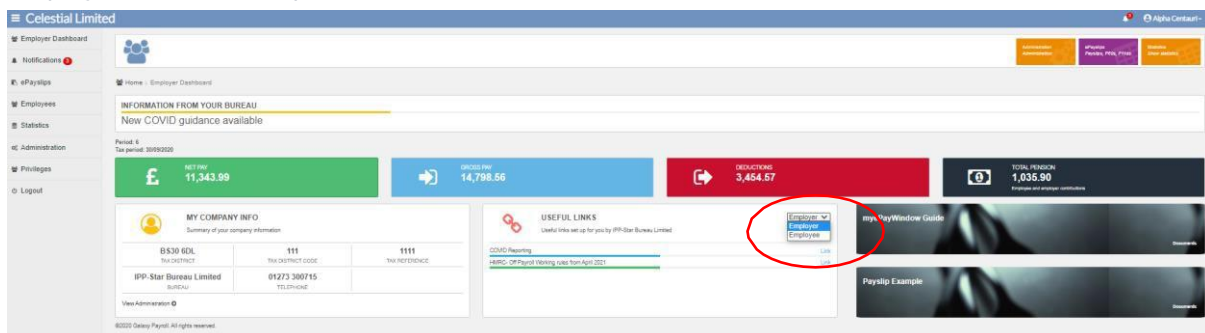 Celestial Limited
Alpha Centauri
Employer Dashboard
Notifications
ePayslips
Employees
Statistics
Administration
Privileges
Logout
Home
Employer Dashboard
INFORMATION FROM YOUR BUREAU
New COVID guidance available
Period: 6
Tax period: 30/09/2020
NET PAY
11,343.99
GROSS PAY
14,798.56
DEDUCTIONS
3,454.57
TOTAL PENSION
1,035.90
Employee and employer contributions
MY COMPANY INFO
Summary of your company information
BS30 6DL
TAX DISTRICT
111
TAX DISTRICT CODE
1111
TAX REFERENCE
IPP-Star Bureau Limited
BUREAU
01273 300715
TELEPHONE
View Administration
USEFUL LINKS
Useful links set up for you by IPP-Star Bureau Limited
Employer
Employer
Employee
COVID Reporting
Link
HMRC- Off Payroll Working rules from April 2021
Link
myePayWindow Guide
Documents
Payslip Example
Documents
©2020 Galaxy Payroll. All rights reserved.